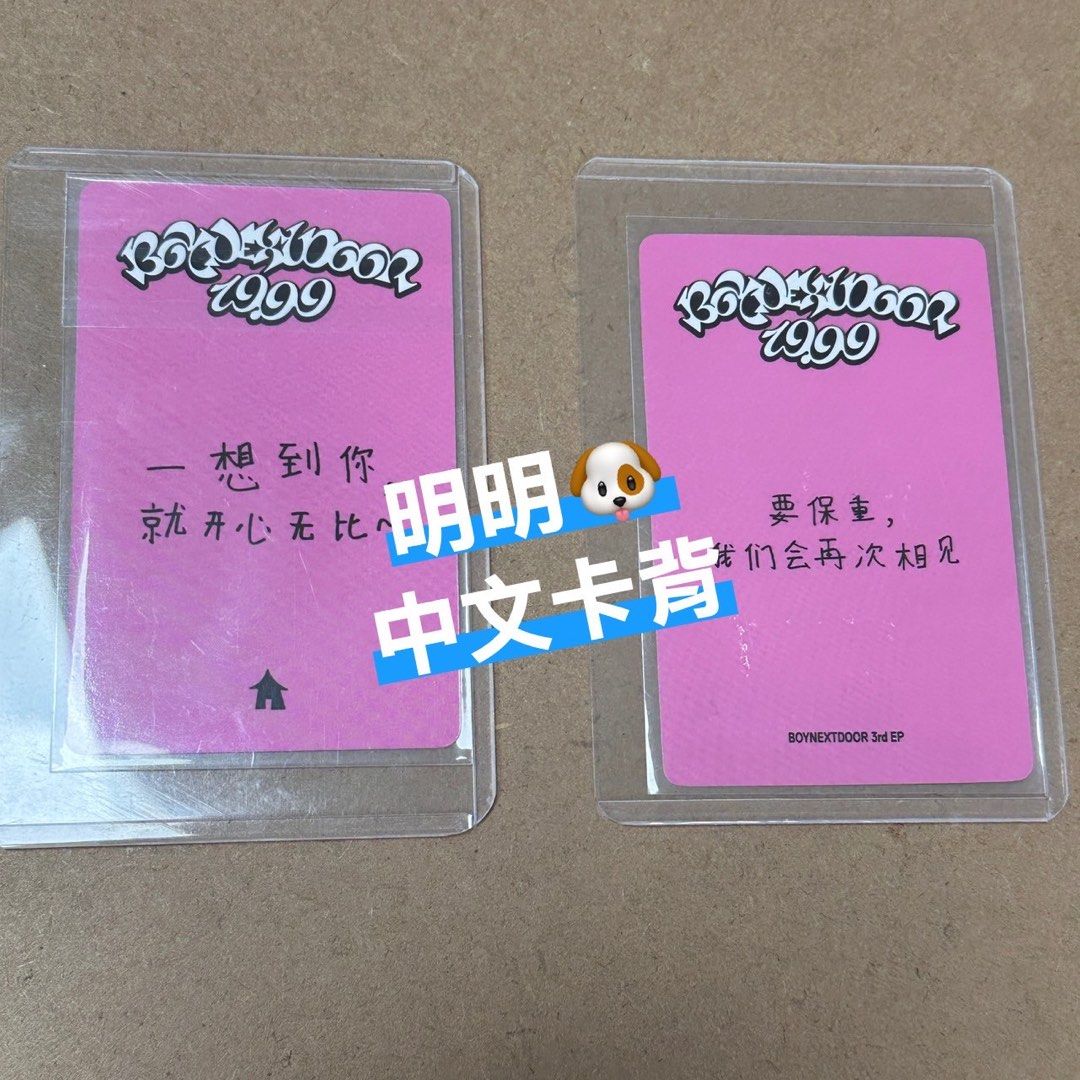 BOYNEXTDOOR
19.99
一想到你，
就开心无比~
BOYNEXTDOOR
19.99
要保重，
我们会再次相见
BOYNEXTDOOR 3rd EP
明明🐶
中文卡背